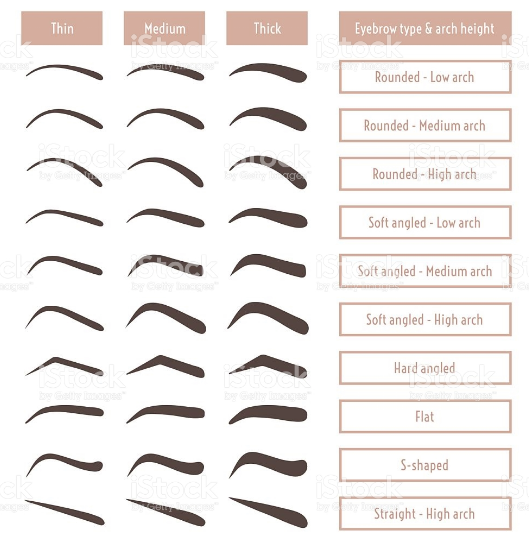 Thin Medium Thick Eyebrow type & arch height
Rounded - Low arch
Rounded - Medium arch
Rounded - High arch
Soft angled - Low arch
Soft angled - Medium arch
Soft angled - High arch
Hard angled
Flat
S-shaped
Straight - High arch
iStock
by Getty Images™